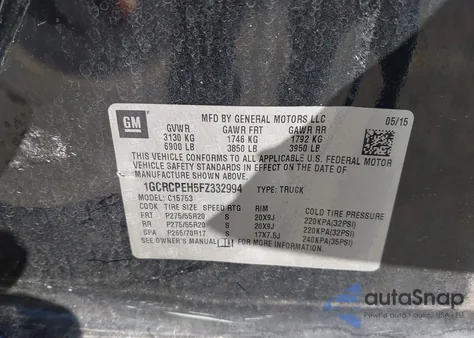 GM
MFD BY GENERAL MOTORS LLC 05/15
GVWR GAWR FRT GAWR RR
3130 KG 1746 KG 1792 KG
6900 LB 3850 LB 3950 LB
THIS VEHICLE CONFORMS TO ALL APPLICABLE U.S. FEDERAL MOTOR
VEHICLE SAFETY STANDARDS IN EFFECT ON THE DATE OF
MANUFACTURE SHOWN ABOVE.
1GCRCPEH5FZ332994 TYPE: TRUCK
MODEL: C15753
COOK TIRE SIZE SPEED RTG RIM COLD TIRE PRESSURE
FRT P275/55R20 S 20X9J 220KPA(32PSI)
RR P275/55R20 S 20X9J 220KPA(32PSI)
SPA P265/70R17 S 17X7.5J 240KPA(35PSI)
SEE OWNER'S MANUAL FOR MORE INFORMATION.
autoSnap